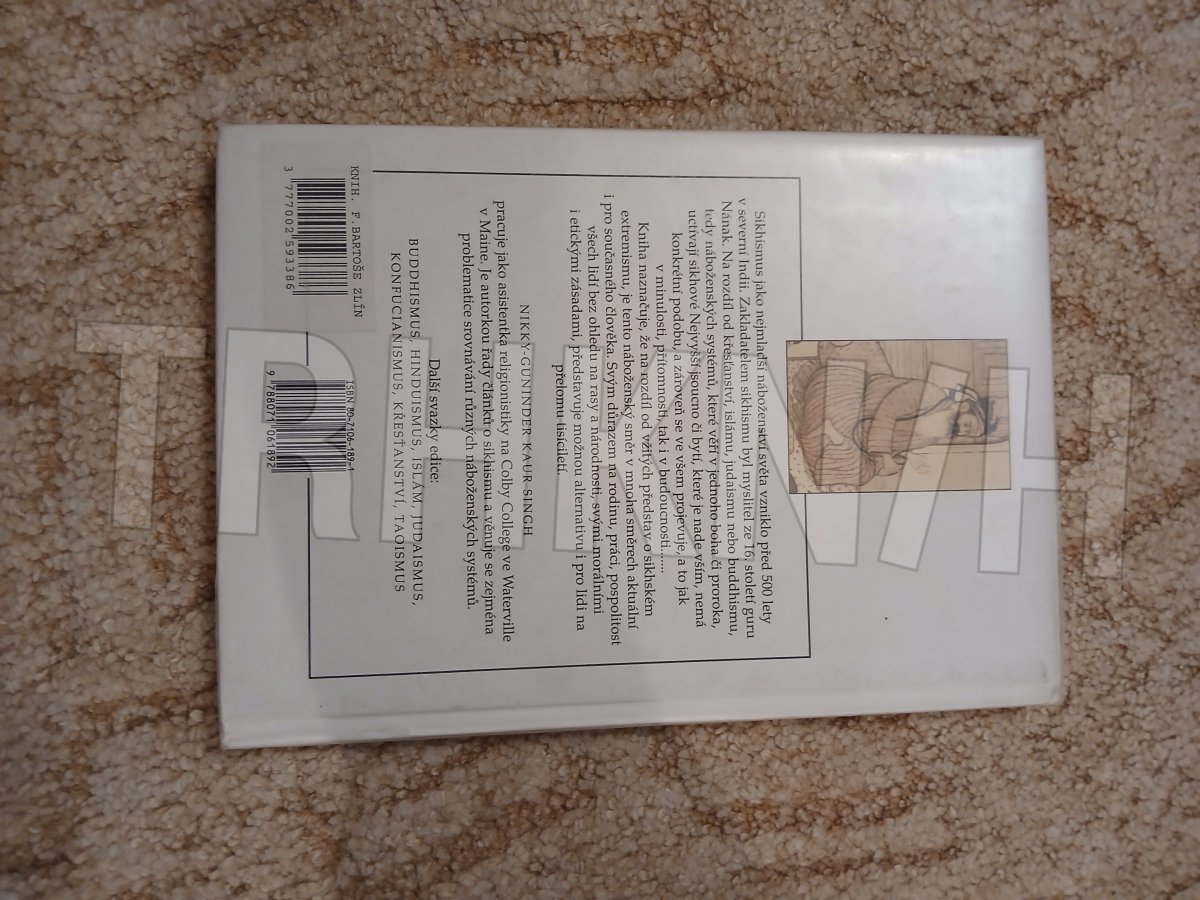 Sikhismus jako nejmladší náboženství světa vzniklo před 500 lety
v severní Indii. Zakladatelem sikhismu byl myslitel ze 16. století guru
Nának. Na rozdíl od křesťanství, islámu, judaismu nebo buddhismu,
tedy náboženských systémů, které věří v jednoho boha či proroka,
uctívají sikhové Nejvyšší jsoucno či bytí, které je nade vším, nemá
konkrétní podobu, a zároveň se ve všem projevuje, a to jak
v minulosti, přítomnosti, tak i v budoucnosti......
Kniha naznačuje, že na rozdíl od vžitých představ o sikhském
extremismu, je tento náboženský směr v mnoha směrech aktuální
i pro současného člověka. Svým důrazem na rodinu, práci, pospolitost
všech lidí bez ohledu na rasy a národnosti, svými morálními
i etickými zásadami, představuje možnou alternativu i pro lidi na
přelomu tisíciletí.
NIKKY-GUNINDER KAUR SINGH
pracuje jako asistentka religionistiky na Colby College ve Waterville
v Maine. Je autorkou řady článků o sikhismu a věnuje se zejména
problematice srovnávání různých náboženských systémů.
Další svazky edice:
BUDDHISMUS, HINDUISMUS, ISLÁM, JUDAISMUS,
KONFUCIANISMUS, KŘESŤANSTVÍ, TAOISMUS
KNIH. F.BARTOŠE ZLÍN
3 777002 593386
ISBN 80-7106-189-1
9 788071 061892
TRHKNIH